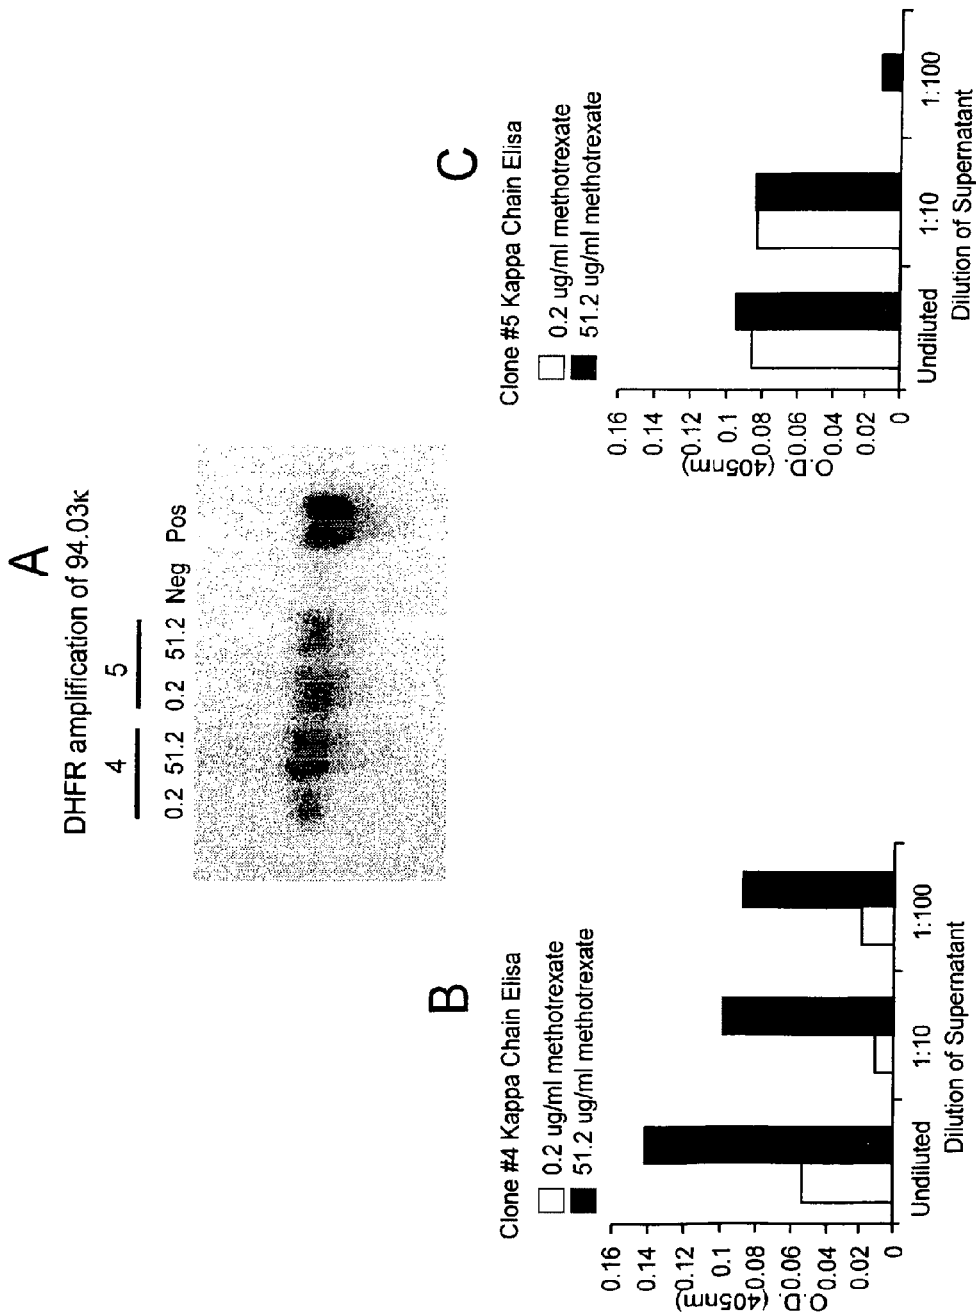 A
DHFR amplification of 94.03κ
4 5
0.2 51.2 0.2 51.2 Neg Pos
B
Clone #4 Kappa Chain Elisa
0.2 ug/ml methotrexate
51.2 ug/ml methotrexate
O.D. (405nm)
0.16
0.14
0.12
0.1
0.08
0.06
0.04
0.02
0
Undiluted 1:10 1:100
Dilution of Supernatant
C
Clone #5 Kappa Chain Elisa
0.2 ug/ml methotrexate
51.2 ug/ml methotrexate
O.D. (405nm)
0.16
0.14
0.12
0.1
0.08
0.06
0.04
0.02
0
Undiluted 1:10 1:100
Dilution of Supernatant